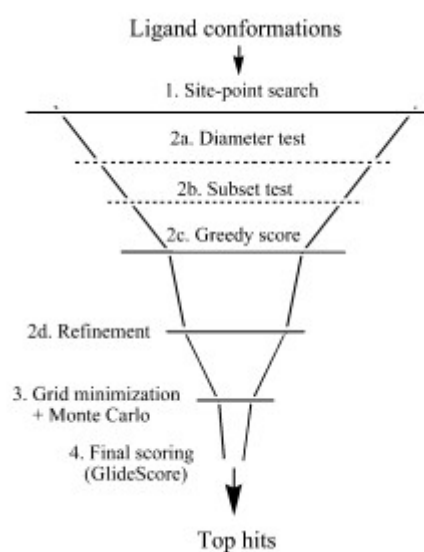 Ligand conformations
1. Site-point search
2a. Diameter test
2b. Subset test
2c. Greedy score
2d. Refinement
3. Grid minimization
+ Monte Carlo
4. Final scoring
(GlideScore)
Top hits